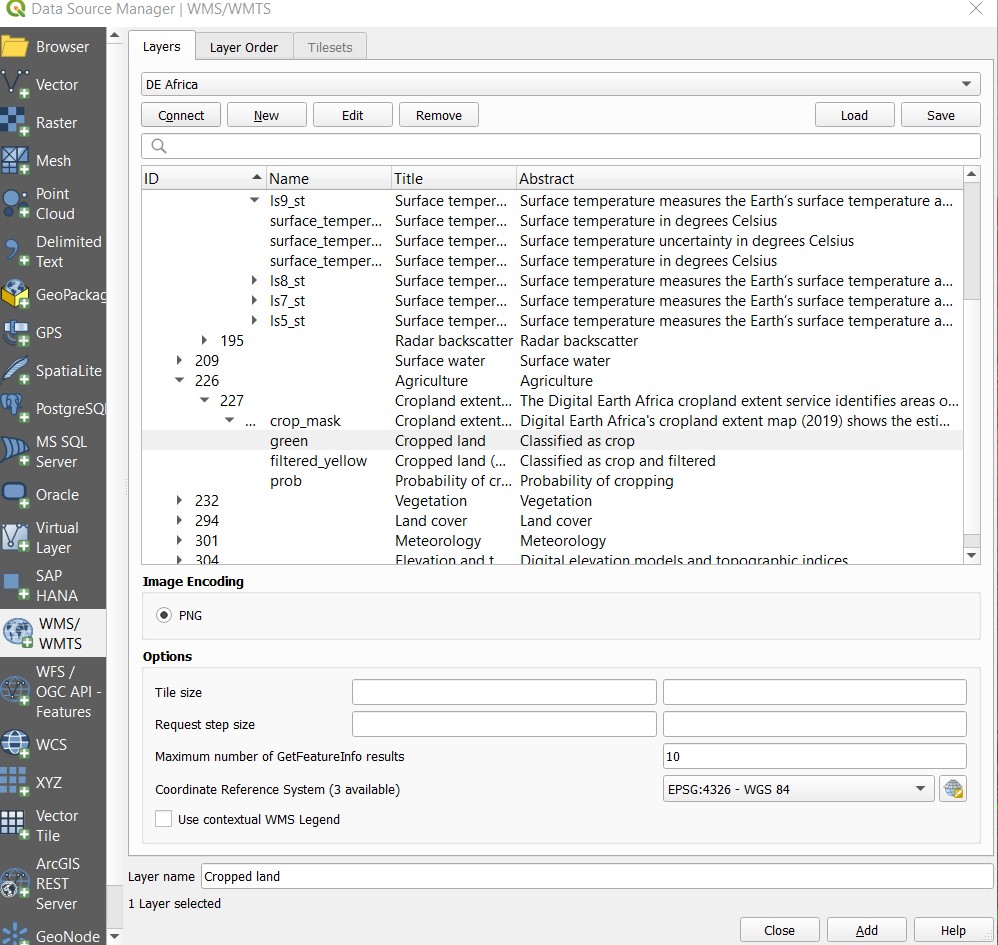 Data Source Manager | WMS/WMTS
Browser
Vector
Raster
Mesh
Point
Cloud
Delimited
Text
GeoPackag
GPS
SpatiaLite
PostgreSQL
MS SQL
Server
Oracle
Virtual
Layer
SAP
HANA
WMS/
WMTS
WFS /
OGC API -
Features
WCS
XYZ
Vector
Tile
ArcGIS
REST
Server
GeoNode
Layers Layer Order Tilesets
DE Africa
Connect New Edit Remove Load Save
ID Name Title Abstract
ls9_st Surface temper... Surface temperature measures the Earth's surface temperature a...
surface_temper... Surface temper... Surface temperature in degrees Celsius
surface_temper... Surface temper... Surface temperature uncertainty in degrees Celsius
surface_temper... Surface temper... Surface temperature in degrees Celsius
ls8_st Surface temper... Surface temperature measures the Earth's surface temperature a...
ls7_st Surface temper... Surface temperature measures the Earth's surface temperature a...
ls5_st Surface temper... Surface temperature measures the Earth's surface temperature a...
195 Radar backscatter Radar backscatter
209 Surface water Surface water
226 Agriculture Agriculture
227 Cropland extent... The Digital Earth Africa cropland extent service identifies areas o...
... crop_mask Cropland extent... Digital Earth Africa's cropland extent map (2019) shows the esti...
green Cropped land Classified as crop
filtered_yellow Cropped land (... Classified as crop and filtered
prob Probability of cr... Probability of cropping
232 Vegetation Vegetation
294 Land cover Land cover
301 Meteorology Meteorology
304 Elevation and t... Digital elevation models and topographic indices
Image Encoding
PNG
Options
Tile size
Request step size
Maximum number of GetFeatureInfo results 10
Coordinate Reference System (3 available) EPSG:4326 - WGS 84
Use contextual WMS Legend
Layer name Cropped land
1 Layer selected
Close Add Help